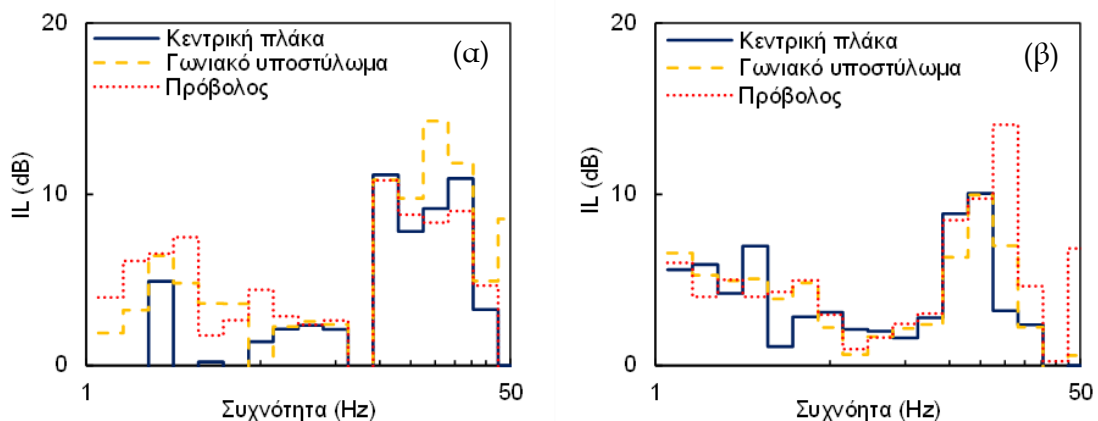 20
Κεντρική πλάκα
Γωνιακό υποστύλωμα
Πρόβολος
(α)
IL (dB)
10
0
1
50
Συχνότητα (Hz)
20
Κεντρική πλάκα
Γωνιακό υποστύλωμα
Πρόβολος
(β)
IL (dB)
10
0
1
50
Συχνόητα (Hz)